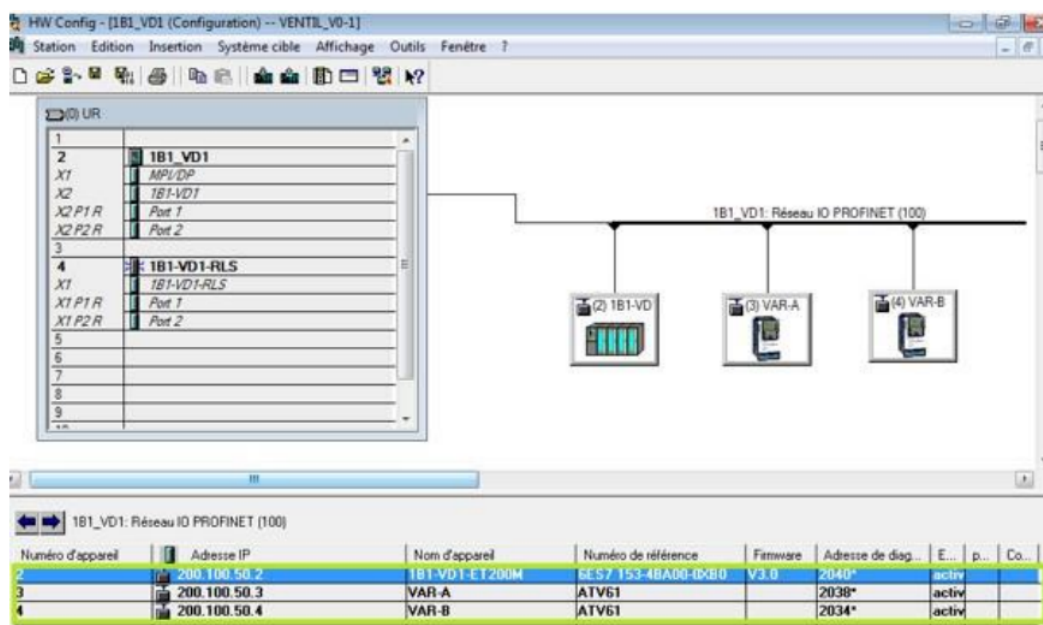 HW Config - [1B1_VD1 (Configuration) -- VENTIL_V0-1]
Station Edition Insertion Système cible Affichage Outils Fenêtre ?
(0) UR
1
2 1B1_VD1
X1 MPI/DP
X2 1B1-VD1
X2 P1 R Port 1
X2 P2 R Port 2
3
4 1B1-VD1-RLS
X1 1B1-VD1-RLS
X1 P1 R Port 1
X1 P2 R Port 2
5
6
7
8
9
1B1_VD1: Réseau IO PROFINET (100)
(2) 1B1-VD
(3) VAR-A
(4) VAR-B
1B1_VD1: Réseau IO PROFINET (100)
Numéro d'appareil Adresse IP Nom d'appareil Numéro de référence Firmware Adresse de diag... E... p... Co...
2 200.100.50.2 1B1-VD1-ET200M 6ES7 153-4BA00-0XB0 V3.0 2040* activ
3 200.100.50.3 VAR-A ATV61 2038* activ
4 200.100.50.4 VAR-B ATV61 2034* activ